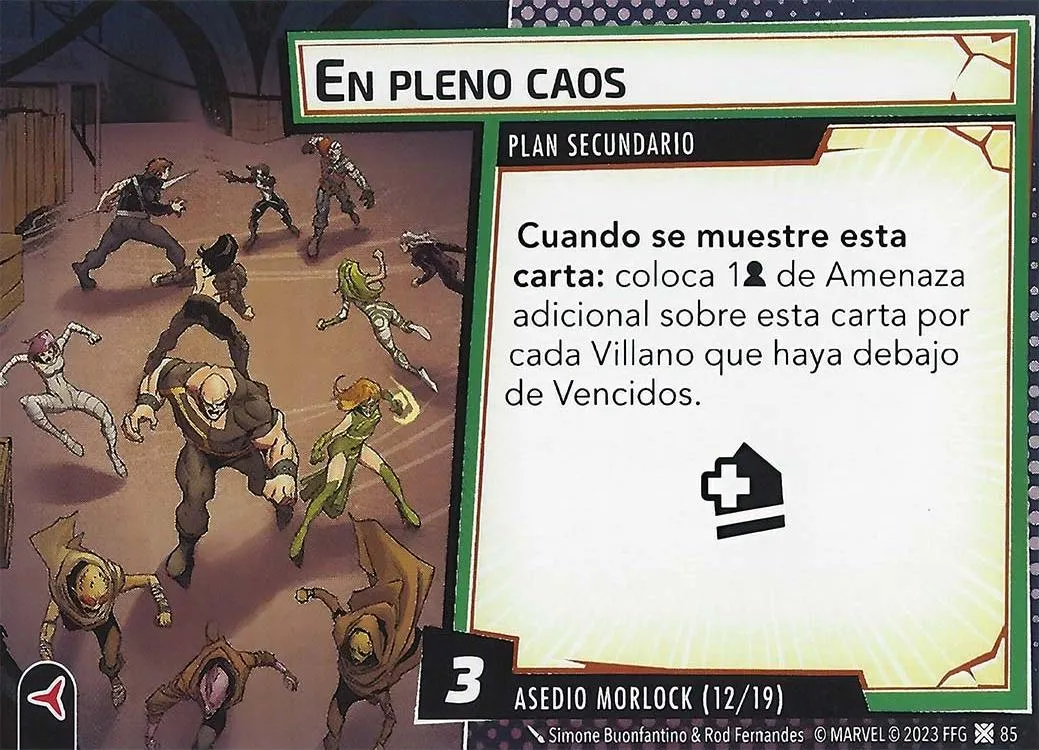 EN PLENO CAOS
PLAN SECUNDARIO
Cuando se muestre esta
carta: coloca 1 de Amenaza
adicional sobre esta carta por
cada Villano que haya debajo
de Vencidos.
3
ASEDIO MORLOCK (12/19)
Simone Buonfantino & Rod Fernandes © MARVEL © 2023 FFG 85